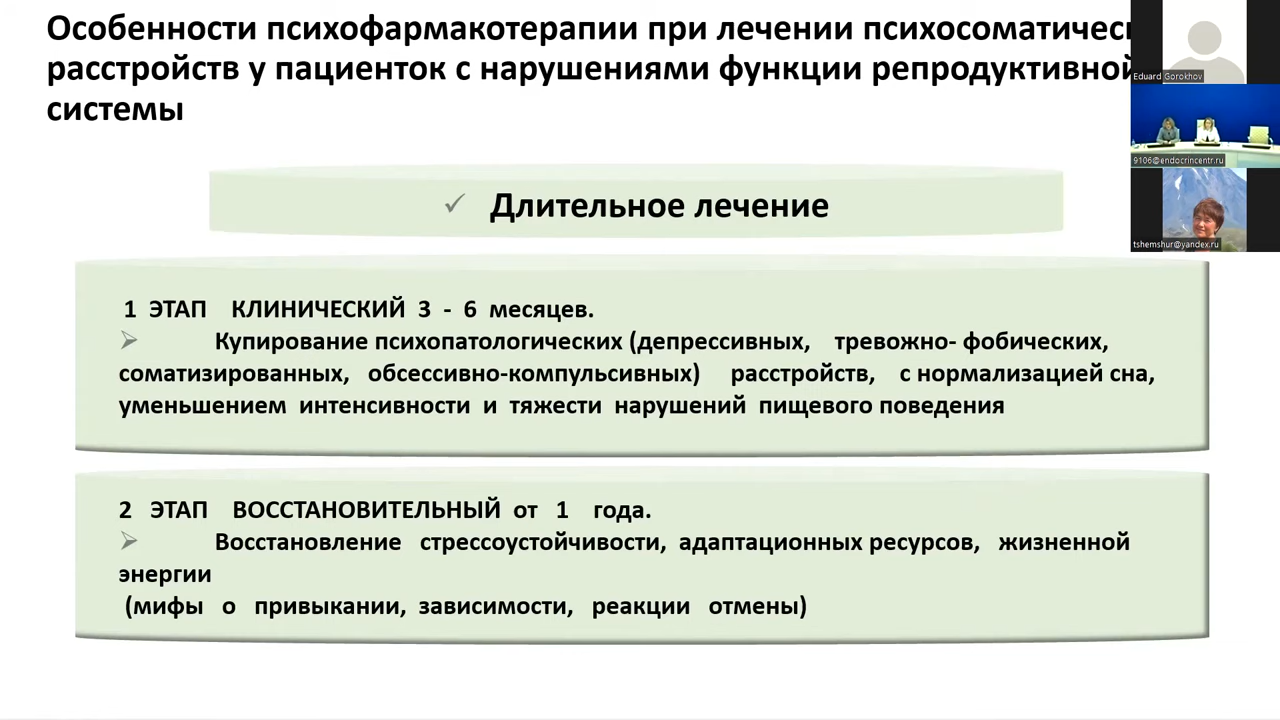 Особенности психофармакотерапии при лечении
расстройств у пациенток с нарушениями функции репродуктивной
системы
Длительное лечение
1 ЭТАП КЛИНИЧЕСКИЙ 3 - 6 месяцев.
Купирование психопатологических (депрессивных, тревожно- фобических,
соматизированных, обсессивно-компульсивных) расстройств, с нормализацией сна,
уменьшением интенсивности и тяжести нарушений пищевого поведения
2 ЭТАП ВОССТАНОВИТЕЛЬНЫЙ от 1 года.
Восстановление стрессоустойчивости, адаптационных ресурсов, жизненной
энергии
(мифы о привыкании, зависимости, реакции отмены)
Eduard Gorokhov
9106@endocrincentr.ru
tshemshur@yandex.ru